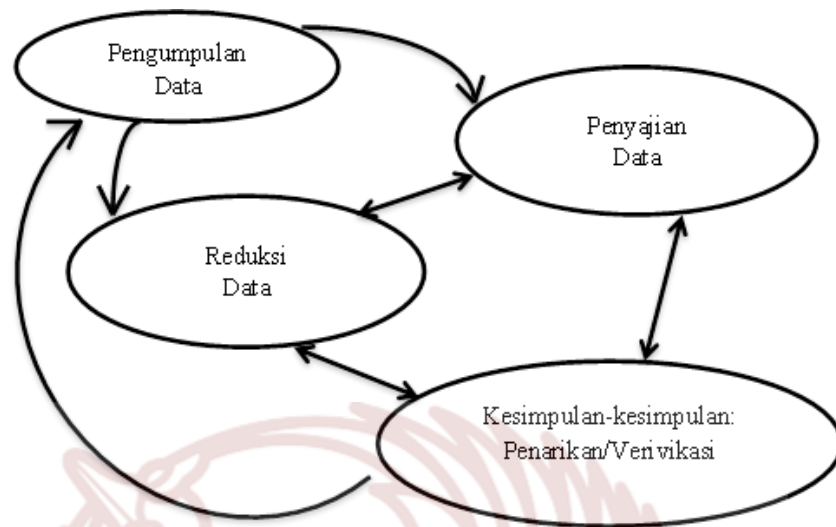 Pengumpulan
Data
Penyajian
Data
Reduksi
Data
Kesimpulan-kesimpulan:
Penarikan/Verivikasi